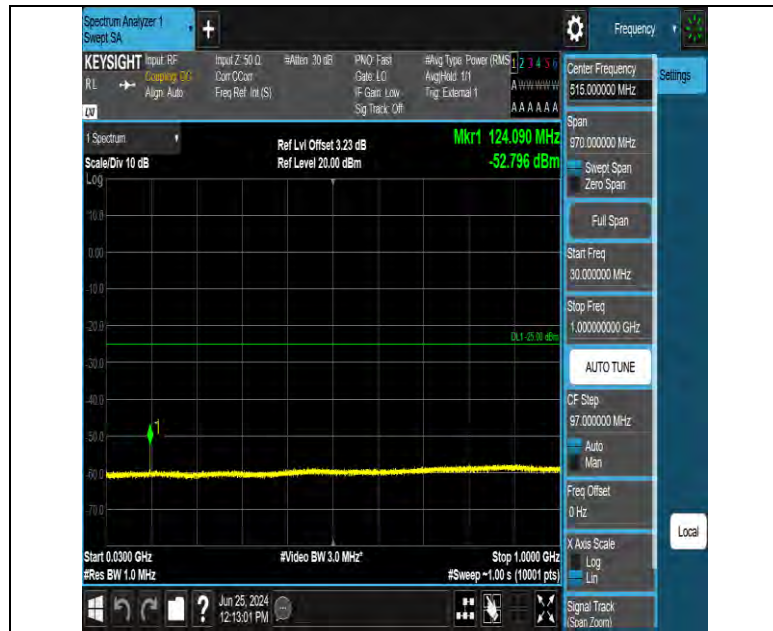 Spectrum Analyzer 1
Swept SA
+
Frequency
KEYSIGHT
RL
LXI
Input: RF
Coupling: DC
Align: Auto
Input Z: 50 Ω
Corr CCorr
Freq Ref: Int (S)
#Atten: 30 dB
PNO: Fast
Gate: LO
IF Gain: Low
Sig Track: Off
#Avg Type: Power (RMS
Avg|Hold: 1/1
Trig: External 1
1 2 3 4 5 6
A W W W W W
A A A A A A
1 Spectrum
Scale/Div 10 dB
Log
Ref Lvl Offset 3.23 dB
Ref Level 20.00 dBm
Mkr1 124.090 MHz
-52.796 dBm
10.0
0.00
-10.0
-20.0
DL1 -25.00 dBm
-30.0
-40.0
1
-50.0
-60.0
-70.0
Start 0.0300 GHz
#Res BW 1.0 MHz
#Video BW 3.0 MHz*
Stop 1.0000 GHz
#Sweep ~1.00 s (10001 pts)
?
Jun 25, 2024
12:13:01 PM
Center Frequency
515.000000 MHz
Settings
Span
970.000000 MHz
Swept Span
Zero Span
Full Span
Start Freq
30.000000 MHz
Stop Freq
1.000000000 GHz
AUTO TUNE
CF Step
97.000000 MHz
Auto
Man
Freq Offset
0 Hz
X Axis Scale
Log
Lin
Signal Track
(Span Zoom)
Local